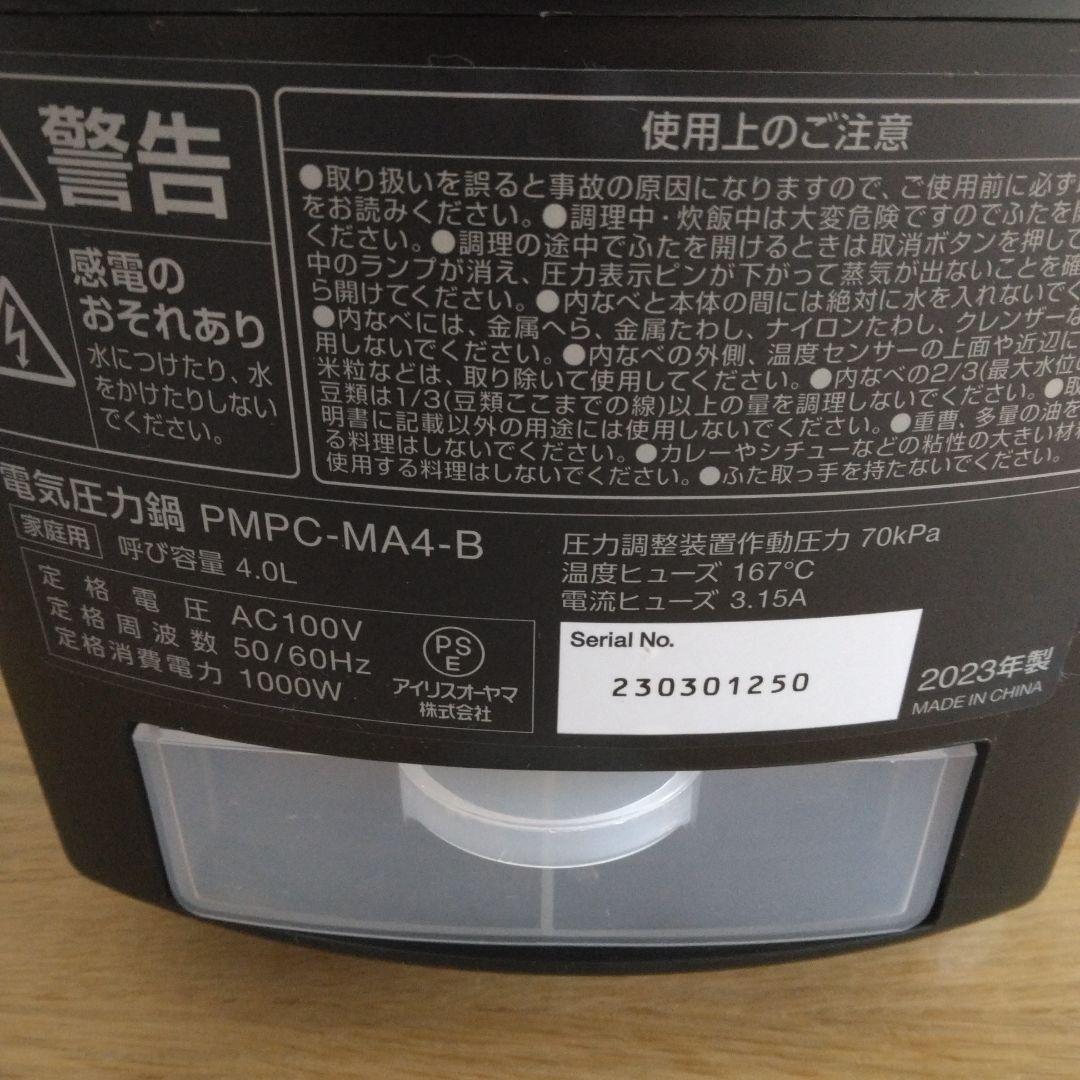 警告
感電の
おそれあり
水につけたり、水
をかけたりしない
でください。
使用上のご注意
●取り扱いを誤ると事故の原因になりますので、ご使用前に必ず
をお読みください。●調理中・炊飯中は大変危険ですのでふたを開
ください。●調理の途中でふたを開けるときは取消ボタンを押して
中のランプが消え、圧力表示ピンが下がって蒸気が出ないことを確
ら開けてください。●内なべと本体の間には絶対に水を入れないでく
●内なべには、金属へら、金属たわし、ナイロンたわし、クレンザーな
用しないでください。●内なべの外側、温度センサーの上面や近辺に
米粒などは、取り除いて使用してください。●内なべの2/3(最大水位の
豆類は1/3(豆類ここまでの線)以上の量を調理しないでください。●取
明書に記載以外の用途には使用しないでください。●重曹、多量の油を
る料理はしないでください。●カレーやシチューなどの粘性の大きい材料
使用する料理はしないでください。●ふた取っ手を持たないでください。
電気圧力鍋 PMPC-MA4-B
家庭用 呼び容量 4.0L
定格電圧 AC100V
定格周波数 50/60Hz
定格消費電力 1000W
PS
E
アイリスオーヤマ
株式会社
圧力調整装置作動圧力 70kPa
温度ヒューズ 167℃
電流ヒューズ 3.15A
Serial No.
230301250
2023年製
MADE IN CHINA